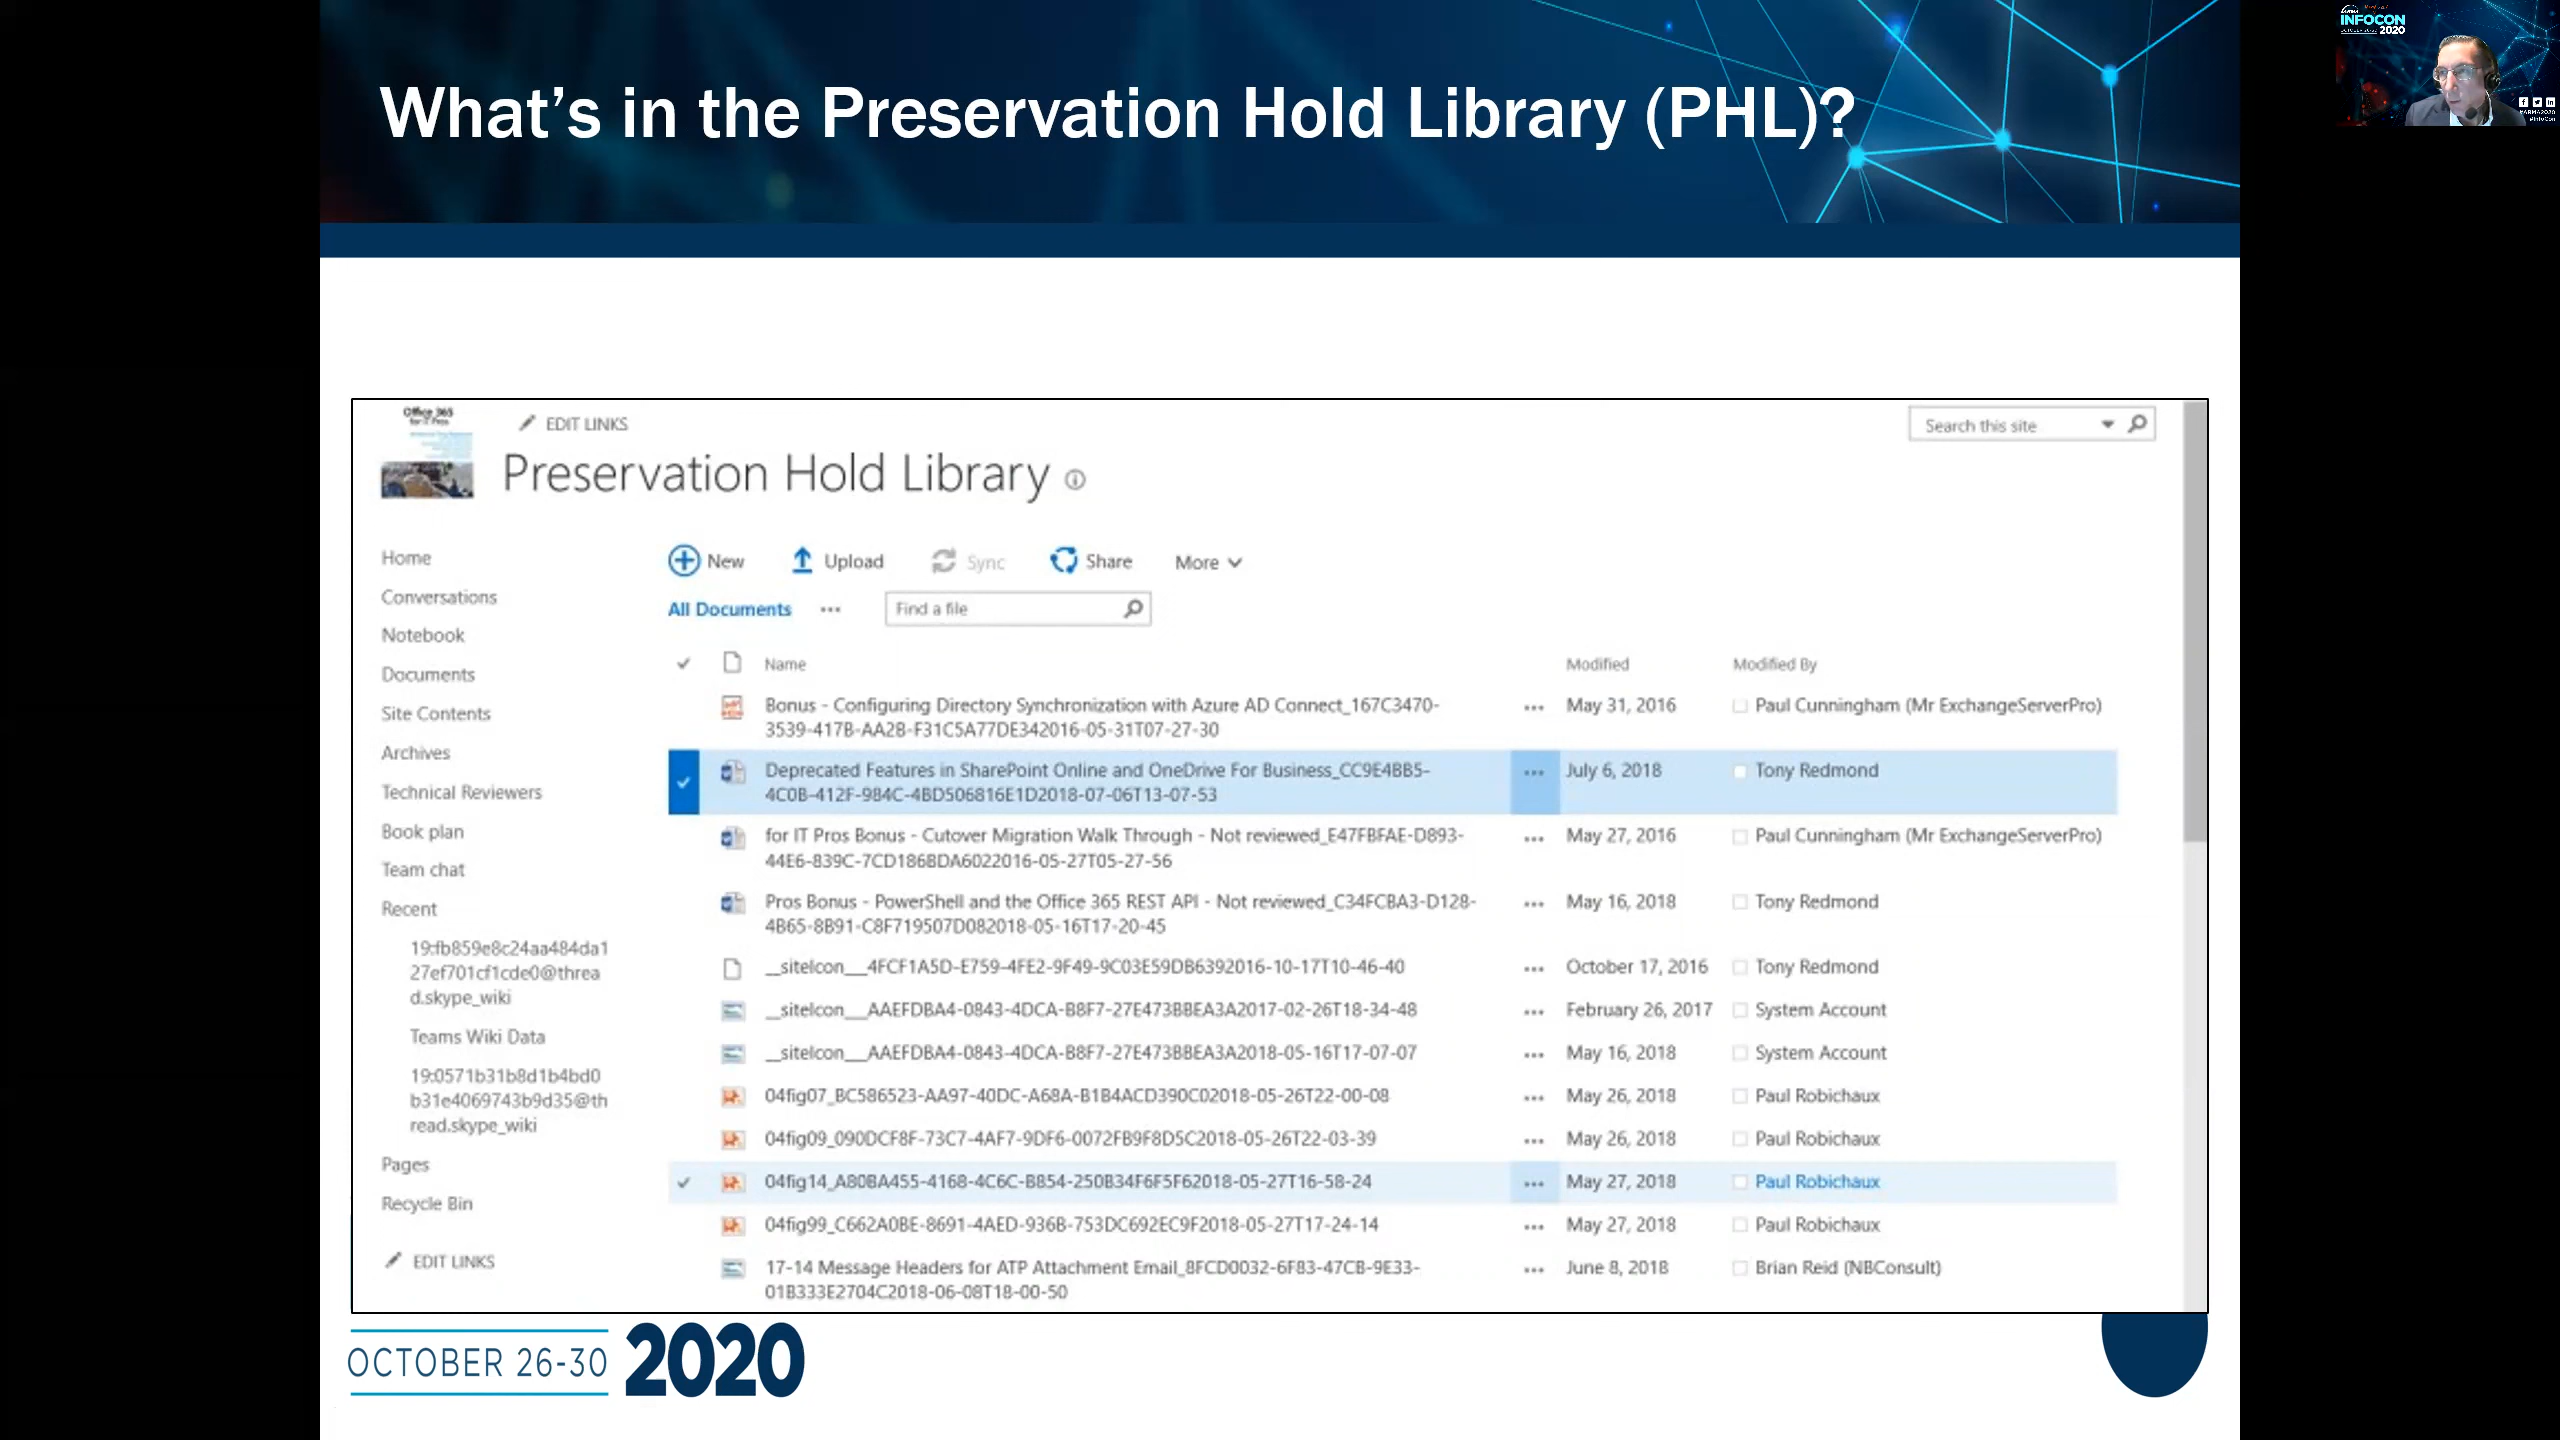 What's in the Preservation Hold Library (PHL)?
INFOCON
2020
#ARMA2020
#InfoCon
Office 365
for IT Pros
EDIT LINKS
Search this site
Preservation Hold Library
Home
Conversations
Notebook
Documents
Site Contents
Archives
Technical Reviewers
Book plan
Team chat
Recent
19:fb859e8c24aa484da1
27ef701cf1cde0@threa
d.skype_wiki
Teams Wiki Data
19:0571b31b8d1b4bd0
b31e4069743b9d35@th
read.skype_wiki
Pages
Recycle Bin
EDIT LINKS
New Upload Sync Share More
All Documents ... Find a file
Name Modified Modified By
Bonus - Configuring Directory Synchronization with Azure AD Connect_167C3470- ... May 31, 2016 Paul Cunningham (Mr ExchangeServerPro)
3539-417B-AA2B-F31C5A77DE342016-05-31T07-27-30
Deprecated Features in SharePoint Online and OneDrive For Business_CC9E4BB5- ... July 6, 2018 Tony Redmond
4C0B-412F-984C-4BD506816E1D2018-07-06T13-07-53
for IT Pros Bonus - Cutover Migration Walk Through - Not reviewed_E47FBFAE-D893- ... May 27, 2016 Paul Cunningham (Mr ExchangeServerPro)
44E6-839C-7CD186BDA6022016-05-27T05-27-56
Pros Bonus - PowerShell and the Office 365 REST API - Not reviewed_C34FCBA3-D128- ... May 16, 2018 Tony Redmond
4B65-8B91-C8F719507D082018-05-16T17-20-45
__siteIcon__4FCF1A5D-E759-4FE2-9F49-9C03E59DB6392016-10-17T10-46-40 ... October 17, 2016 Tony Redmond
__siteIcon__AAEFDBA4-0843-4DCA-B8F7-27E473BBEA3A2017-02-26T18-34-48 ... February 26, 2017 System Account
__siteIcon__AAEFDBA4-0843-4DCA-B8F7-27E473BBEA3A2018-05-16T17-07-07 ... May 16, 2018 System Account
04fig07_BC586523-AA97-40DC-A68A-B1B4ACD390C02018-05-26T22-00-08 ... May 26, 2018 Paul Robichaux
04fig09_090DCF8F-73C7-4AF7-9DF6-0072FB9F8D5C2018-05-26T22-03-39 ... May 26, 2018 Paul Robichaux
04fig14_A80BA455-4168-4C6C-B854-250B34F6F5F62018-05-27T16-58-24 ... May 27, 2018 Paul Robichaux
04fig99_C662A0BE-8691-4AED-936B-753DC692EC9F2018-05-27T17-24-14 ... May 27, 2018 Paul Robichaux
17-14 Message Headers for ATP Attachment Email_8FCD0032-6F83-47CB-9E33- ... June 8, 2018 Brian Reid (NBConsult)
01B333E2704C2018-06-08T18-00-50
OCTOBER 26-30 2020